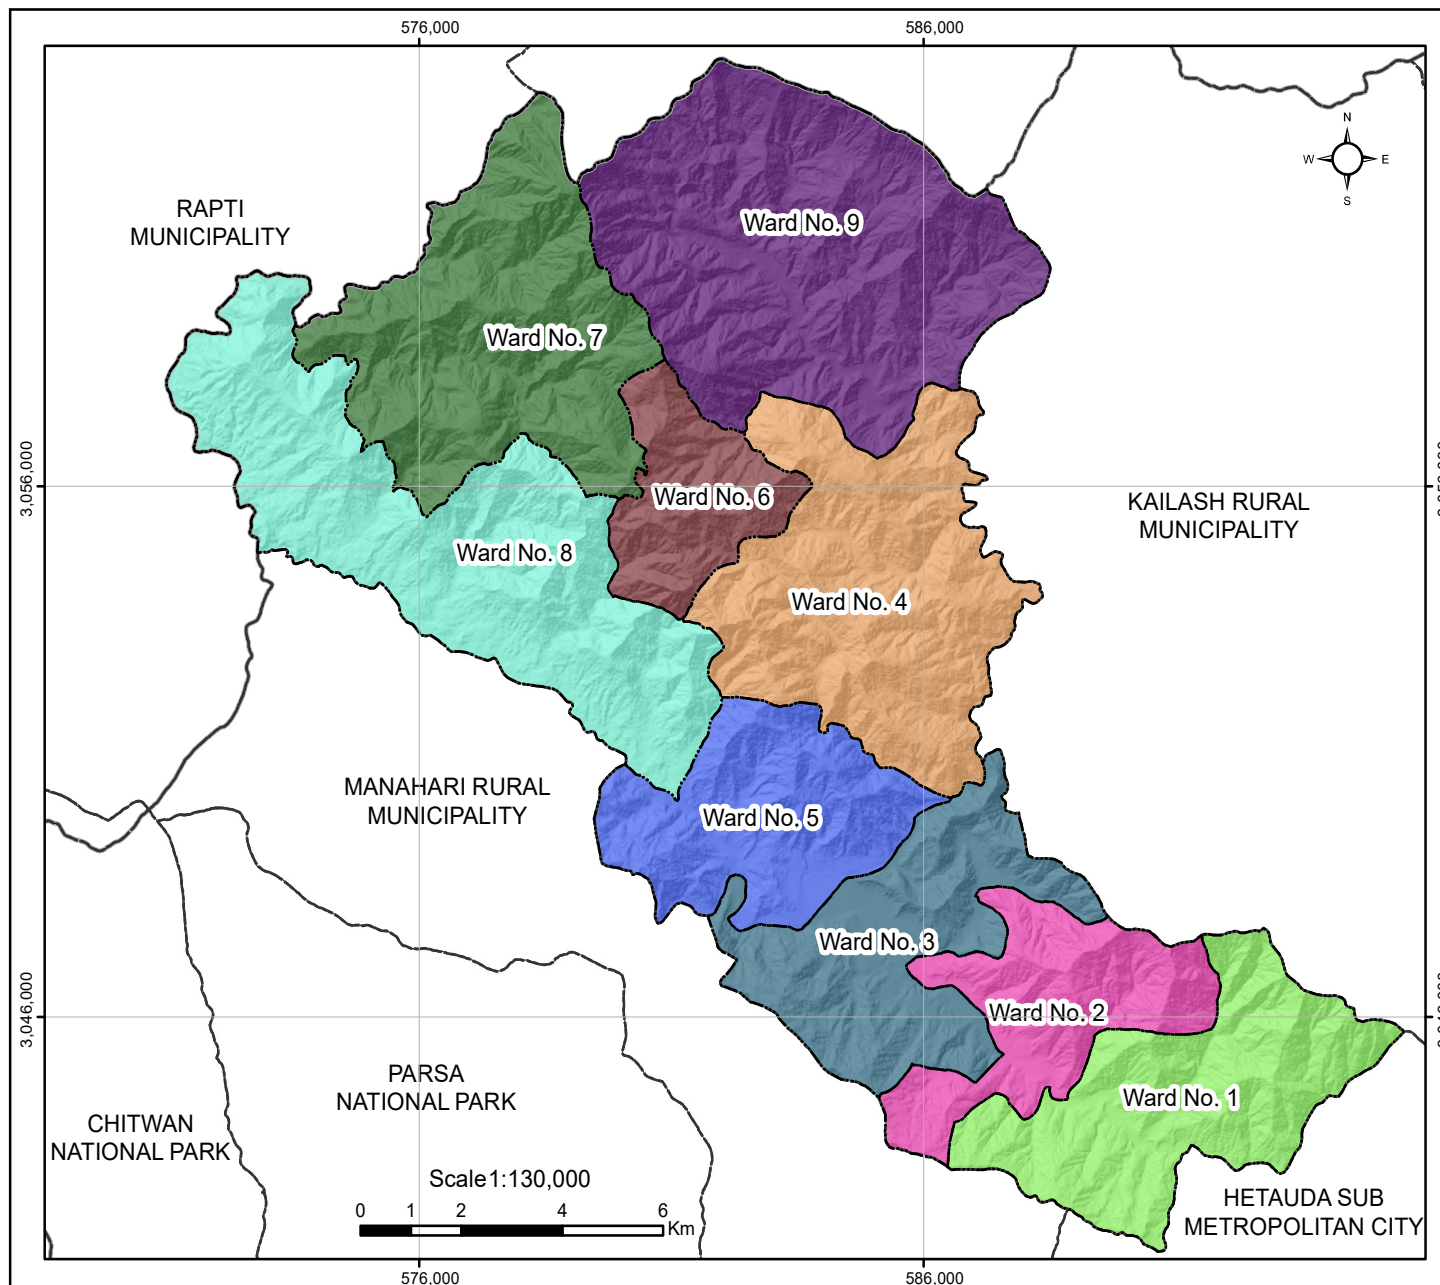 576,000
586,000
N
W
E
S
RAPTI
MUNICIPALITY
Ward No. 9
Ward No. 7
3,056,000
Ward No. 6
KAILASH RURAL
MUNICIPALITY
Ward No. 8
Ward No. 4
MANAHARI RURAL
MUNICIPALITY
Ward No. 5
Ward No. 3
3,046,000
Ward No. 2
PARSA
NATIONAL PARK
Ward No. 1
CHITWAN
NATIONAL PARK
Scale1:130,000
0 1 2 4 6
Km
HETAUDA SUB
METROPOLITAN CITY
576,000
586,000